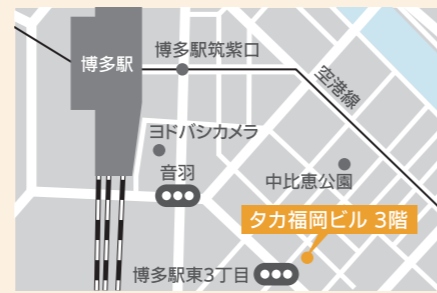 博多駅筑紫口
博多駅
空港線
ヨドバシカメラ
音羽
中比恵公園
タカ福岡ビル 3階
博多駅東3丁目